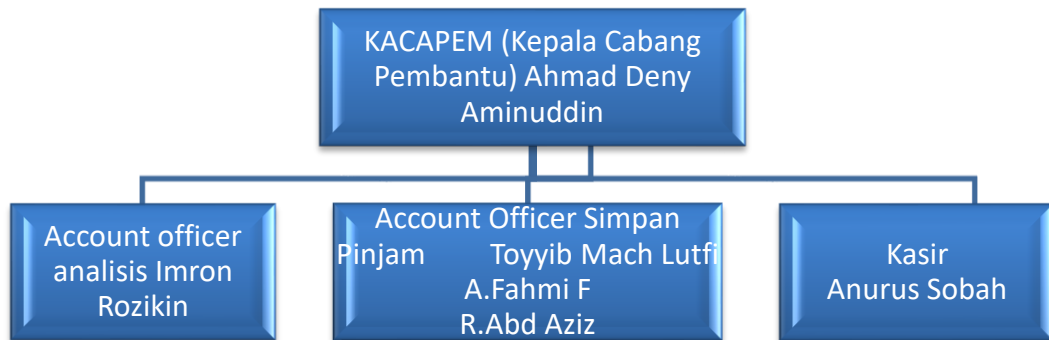 KACAPEM (Kepala Cabang
Pembantu) Ahmad Deny
Aminuddin
Account officer
analisis Imron
Rozikin
Account Officer Simpan
Pinjam Toyyib Mach Lutfi
A.Fahmi F
R.Abd Aziz
Kasir
Anurus Sobah